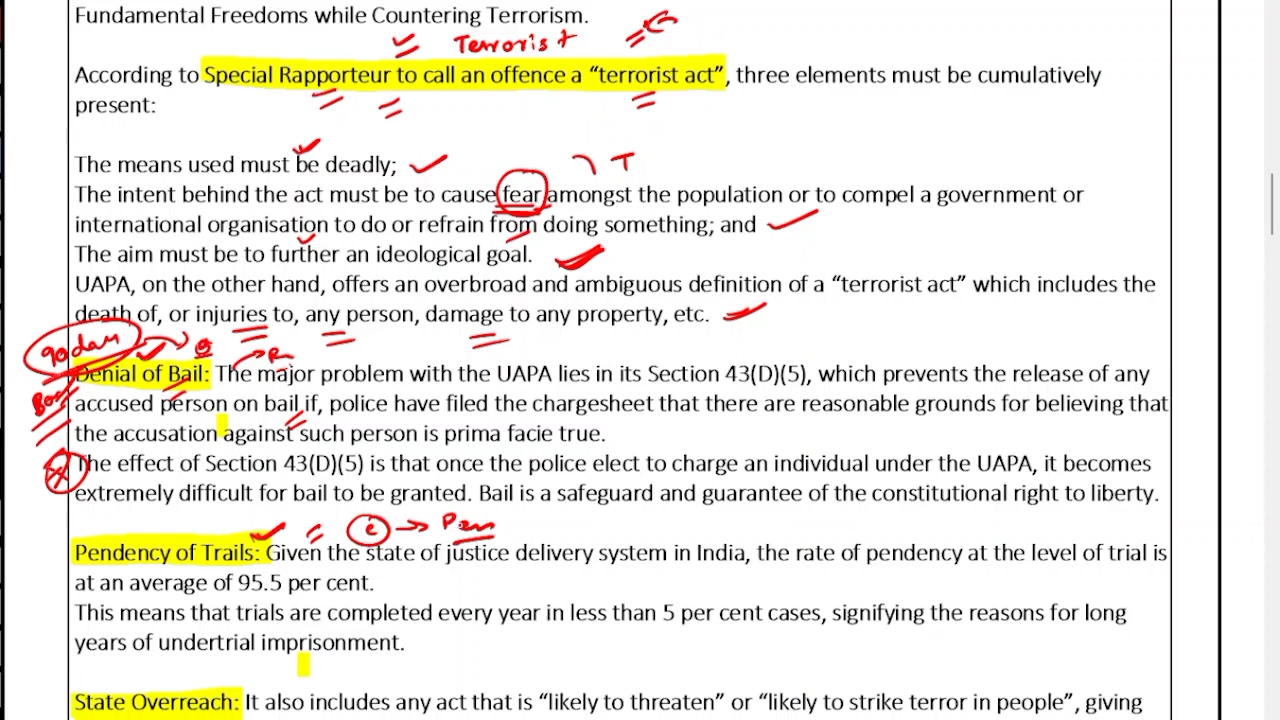 Fundamental Freedoms while Countering Terrorism.
Terrorist
According to Special Rapporteur to call an offence a “terrorist act”, three elements must be cumulatively
present:
The means used must be deadly;
T
The intent behind the act must be to cause fear amongst the population or to compel a government or
international organisation to do or refrain from doing something; and
The aim must be to further an ideological goal.
UAPA, on the other hand, offers an overbroad and ambiguous definition of a “terrorist act” which includes the
death of, or injuries to, any person, damage to any property, etc.
90 days
Denial of Bail: The major problem with the UAPA lies in its Section 43(D)(5), which prevents the release of any
accused person on bail if, police have filed the chargesheet that there are reasonable grounds for believing that
the accusation against such person is prima facie true.
The effect of Section 43(D)(5) is that once the police elect to charge an individual under the UAPA, it becomes
extremely difficult for bail to be granted. Bail is a safeguard and guarantee of the constitutional right to liberty.
Pendency of Trails: Given the state of justice delivery system in India, the rate of pendency at the level of trial is
at an average of 95.5 per cent.
This means that trials are completed every year in less than 5 per cent cases, signifying the reasons for long
years of undertrial imprisonment.
State Overreach: It also includes any act that is “likely to threaten” or “likely to strike terror in people”, giving